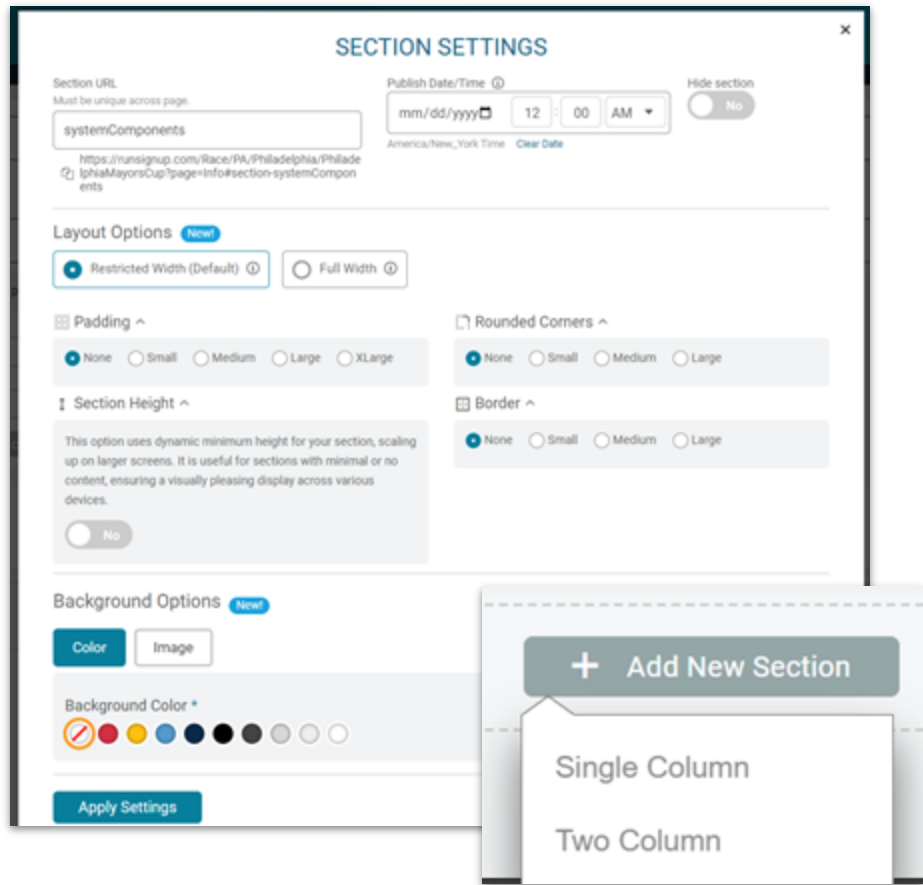 ×
SECTION SETTINGS
Section URL
Must be unique across page.
systemComponents
https://runsignup.com/Race/PA/Philadelphia/Philade
lphiaMayorsCup?page=Info#section-systemCompon
ents
Publish Date/Time
mm/dd/yyyy 12 : 00 AM
America/New_York Time Clear Date
Hide section
No
Layout Options New!
Restricted Width (Default) Full Width
Padding
None Small Medium Large XLarge
Rounded Corners
None Small Medium Large
Section Height
This option uses dynamic minimum height for your section, scaling
up on larger screens. It is useful for sections with minimal or no
content, ensuring a visually pleasing display across various
devices.
No
Border
None Small Medium Large
Background Options New!
Color Image
Background Color *
Apply Settings
+ Add New Section
Single Column
Two Column